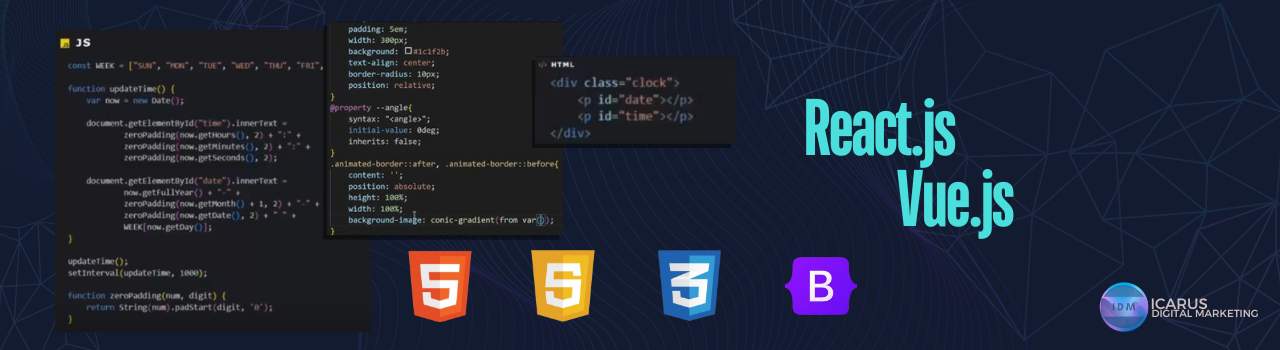 JS
const WEEK = ["SUN", "MON", "TUE", "WED", "THU", "FRI",
function updateTime() {
var now = new Date();
document.getElementById("time").innerText =
zeroPadding(now.getHours(), 2) + ":" +
zeroPadding(now.getMinutes(), 2) + ":" +
zeroPadding(now.getSeconds(), 2);
document.getElementById("date").innerText =
now.getFullYear() + "-" +
zeroPadding(now.getMonth() + 1, 2) + "-" +
zeroPadding(now.getDate(), 2) + " " +
WEEK[now.getDay()];
}
updateTime();
setInterval(updateTime, 1000);
function zeroPadding(num, digit) {
return String(num).padStart(digit, '0');
}
padding: 5em;
width: 300px;
background: #1c1f2b;
text-align: center;
border-radius: 10px;
position: relative;
}
@property --angle{
syntax: "<angle>";
initial-value: 0deg;
inherits: false;
}
.animated-border::after, .animated-border::before{
content: '';
position: absolute;
height: 100%;
width: 100%;
background-image: conic-gradient(from var());
}
</> HTML
<div class="clock">
<p id="date"></p>
<p id="time"></p>
</div>
React.js
Vue.js
5
S
3
B
IDM
ICARUS
DIGITAL MARKETING